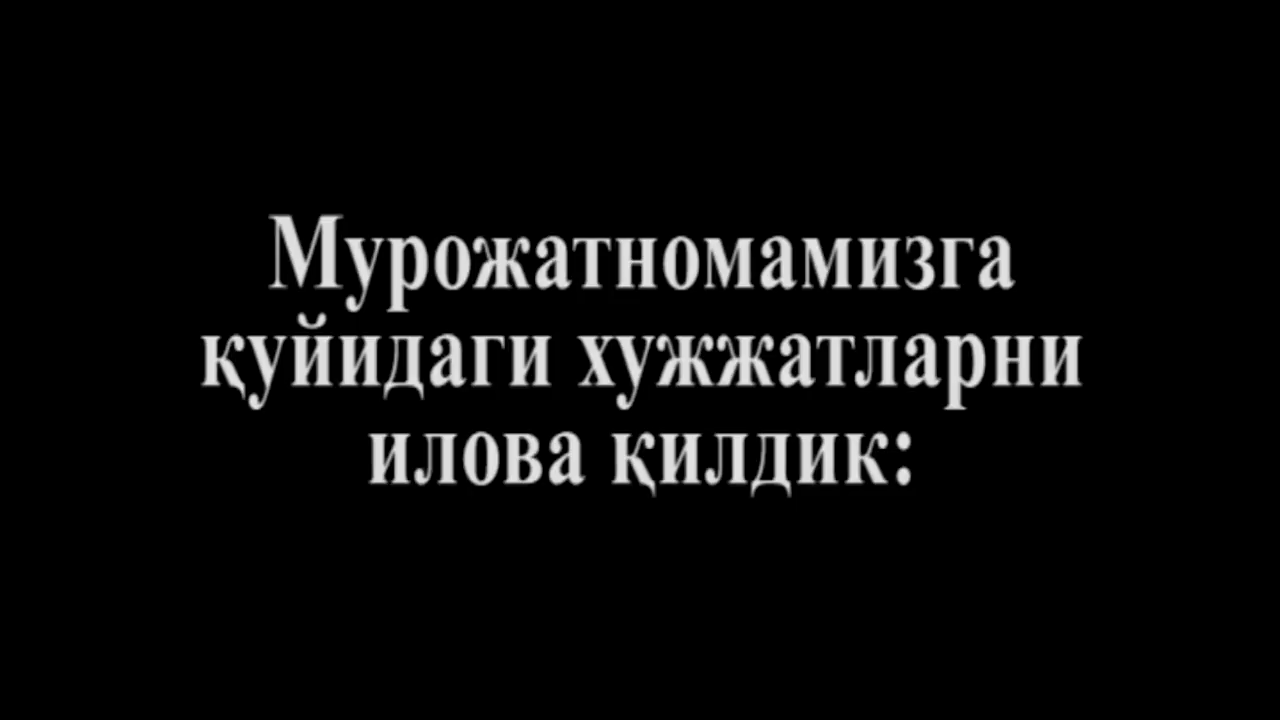 Мурожатномамизга
қуйидаги хужжатларни
илова қилдик: